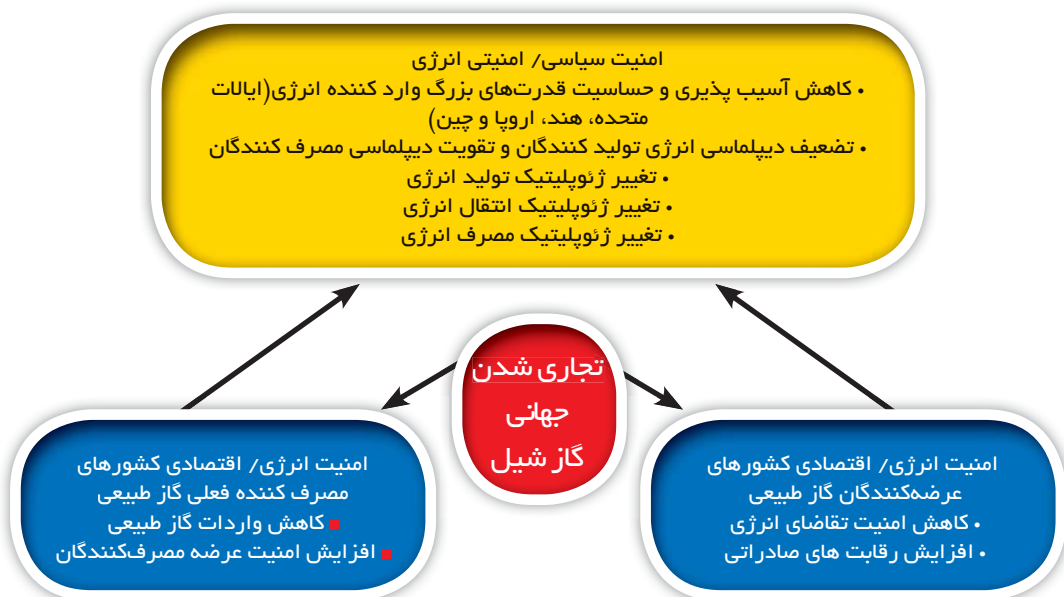 امنیت سیاسی/ امنیتی انرژی
• کاهش آسیب پذیری و حساسیت قدرت‌های بزرگ وارد کننده انرژی(ایالات
متحده، هند، اروپا و چین)
• تضعیف دیپلماسی انرژی تولید کنندگان و تقویت دیپلماسی مصرف کنندگان
• تغییر ژئوپلیتیک تولید انرژی
• تغییر ژئوپلیتیک انتقال انرژی
• تغییر ژئوپلیتیک مصرف انرژی
تجاری شدن
جهانی
گاز شیل
امنیت انرژی/ اقتصادی کشورهای
عرضه‌کنندگان گاز طبیعی
• کاهش امنیت تقاضای انرژی
• افزایش رقابت های صادراتی
امنیت انرژی/ اقتصادی کشورهای
مصرف کننده فعلی گاز طبیعی
■ کاهش واردات گاز طبیعی
■ افزایش امنیت عرضه مصرف‌کنندگان